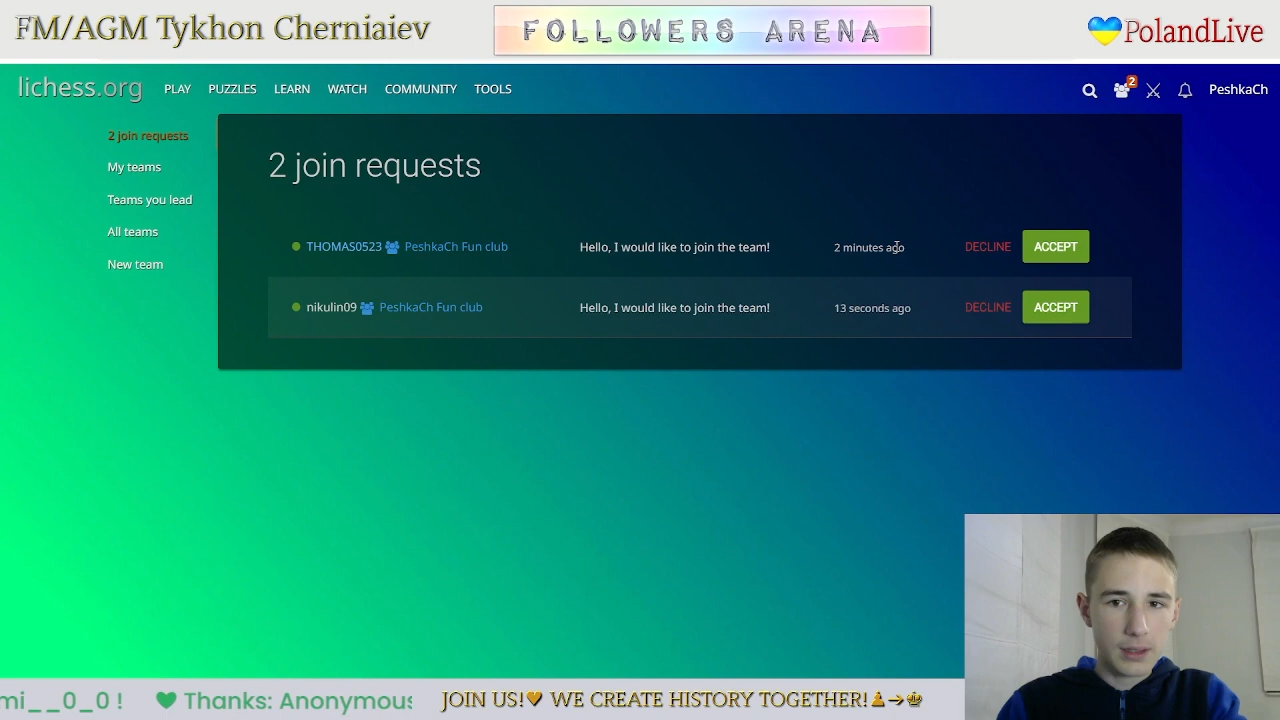 FM/AGM Tykhon Cherniaiev
FOLLOWERS ARENA
PolandLive
lichess.org PLAY PUZZLES LEARN WATCH COMMUNITY TOOLS
2
PeshkaCh
2 join requests
My teams
Teams you lead
All teams
New team
2 join requests
THOMAS0523 PeshkaCh Fun club Hello, I would like to join the team! 2 minutes ago DECLINE ACCEPT
nikulin09 PeshkaCh Fun club Hello, I would like to join the team! 13 seconds ago DECLINE ACCEPT
mi__0_0 ! 💚 Thanks: Anonymous
JOIN US!🧡 WE CREATE HISTORY TOGETHER!♟→♚